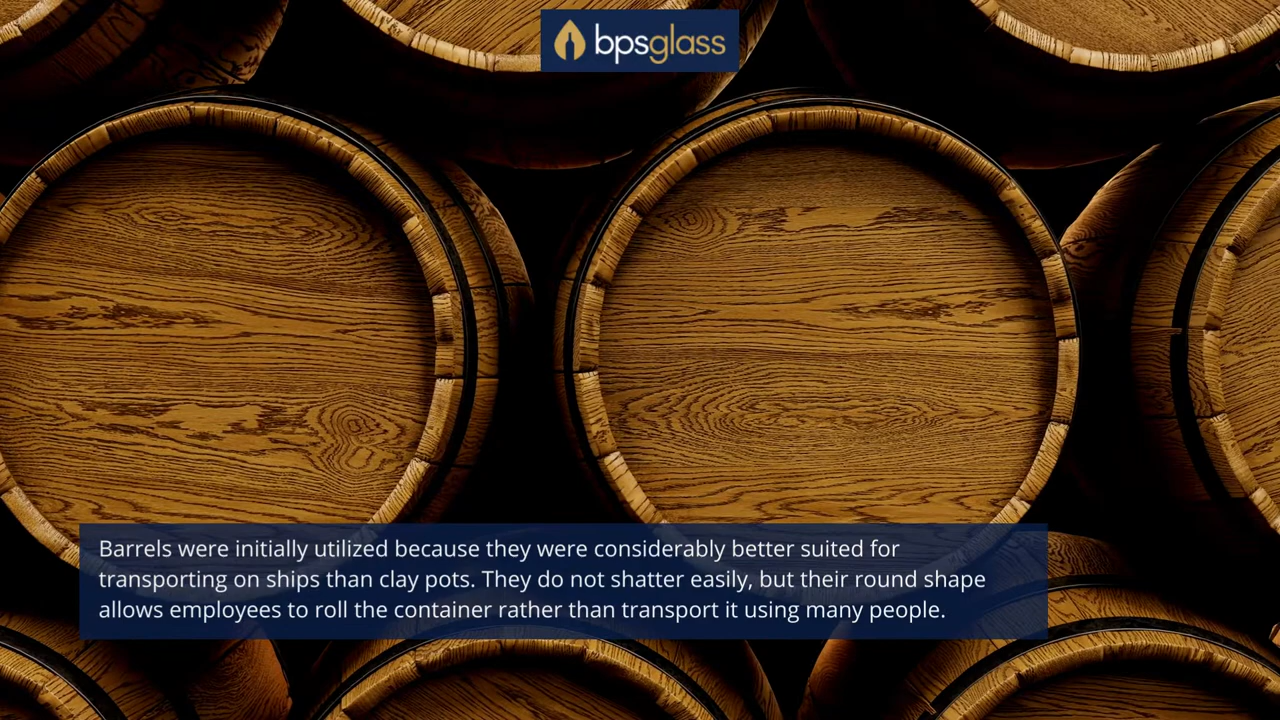 bpsglass
Barrels were initially utilized because they were considerably better suited for
transporting on ships than clay pots. They do not shatter easily, but their round shape
allows employees to roll the container rather than transport it using many people.